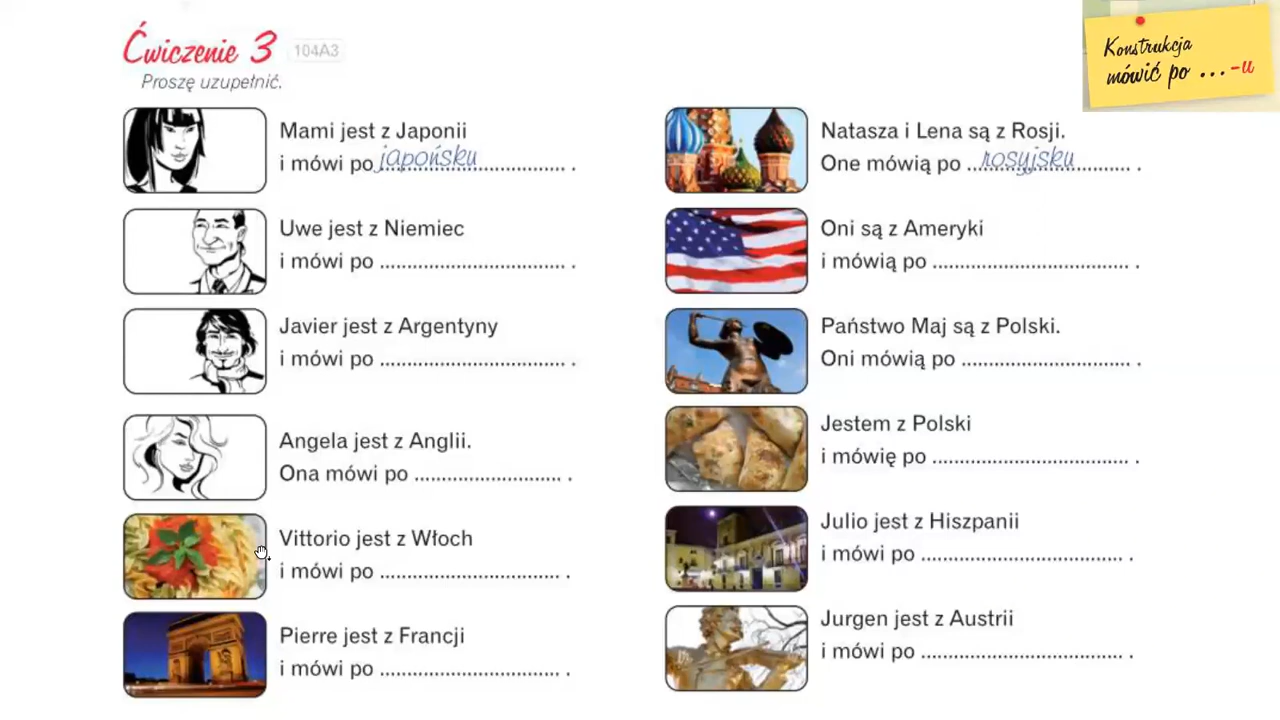 Ćwiczenie 3 104A3
Proszę uzupełnić.
Konstrukcja
mówić po ... -u
Mami jest z Japonii
i mówi po japońsku .
Uwe jest z Niemiec
i mówi po .................................. .
Javier jest z Argentyny
i mówi po .................................. .
Angela jest z Anglii.
Ona mówi po ........................... .
Vittorio jest z Włoch
i mówi po ................................. .
Pierre jest z Francji
i mówi po ................................. .
Natasza i Lena są z Rosji.
One mówią po rosyjsku .
Oni są z Ameryki
i mówią po .................................... .
Państwo Maj są z Polski.
Oni mówią po ............................... .
Jestem z Polski
i mówię po .................................... .
Julio jest z Hiszpanii
i mówi po ..................................... .
Jurgen jest z Austrii
i mówi po ..................................... .